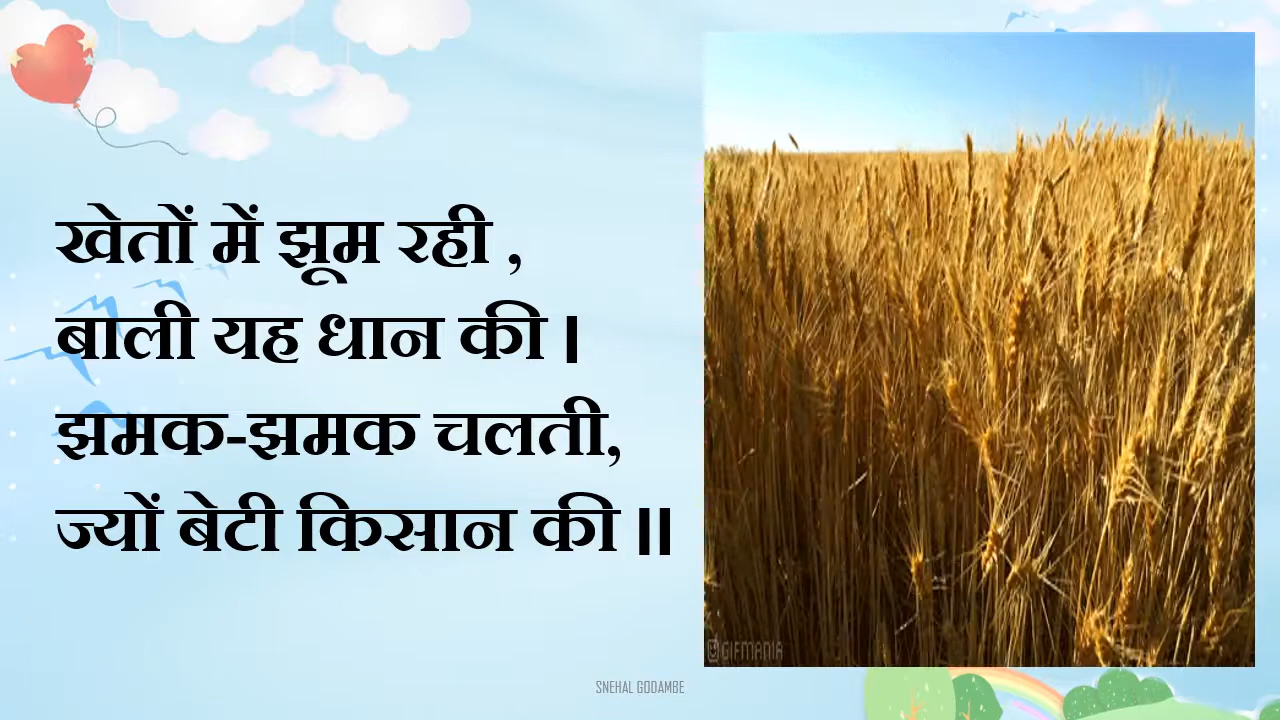 खेतों में झूम रही ,
बाली यह धान की ।
झमक-झमक चलती,
ज्यों बेटी किसान की ॥
GIFMANIA
SNEHAL GODAMBE